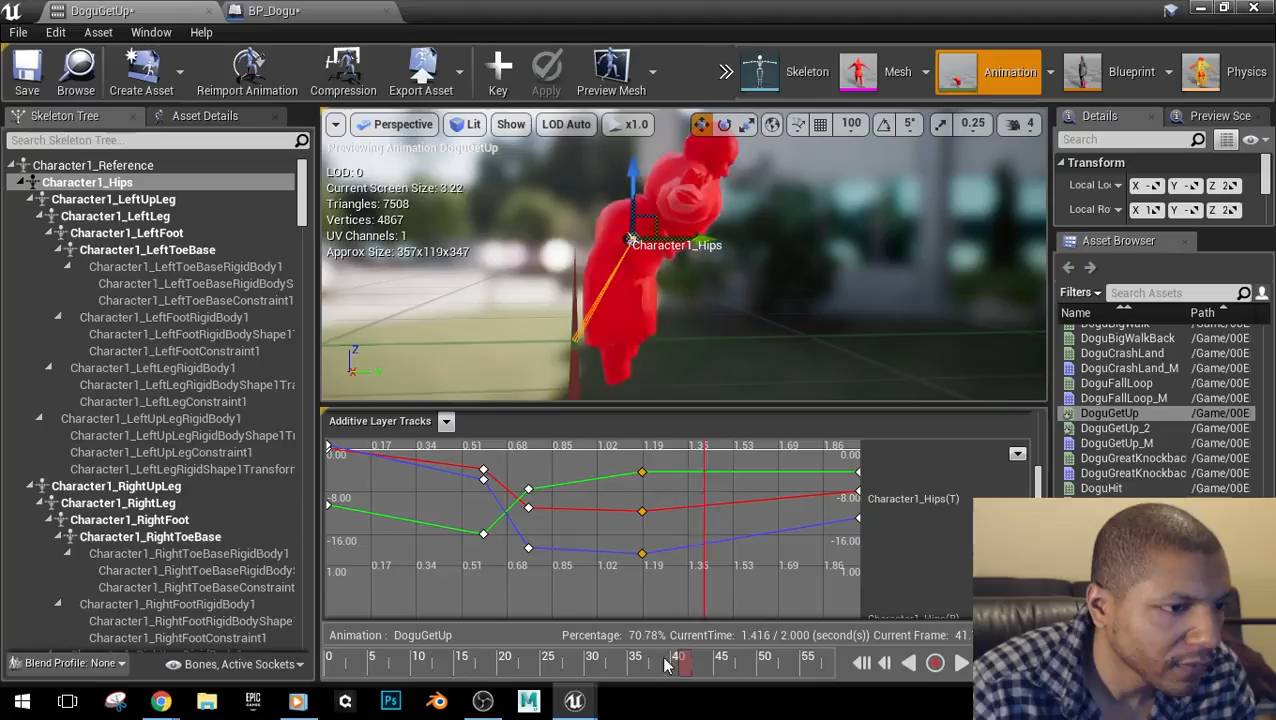 DoguGetUp*
BP_Dogu*
File Edit Asset Window Help
Save Browse Create Asset Reimport Animation Compression Export Asset Key Apply Preview Mesh Skeleton Mesh Animation Blueprint Physics
Skeleton Tree Asset Details
Search Skeleton Tree...
Character1_Reference
Character1_Hips
Character1_LeftUpLeg
Character1_LeftLeg
Character1_LeftFoot
Character1_LeftToeBase
Character1_LeftToeBaseRigidBody1
Character1_LeftToeBaseRigidBodyS
Character1_LeftToeBaseConstraint1
Character1_LeftFootRigidBody1
Character1_LeftFootRigidBodyShape1
Character1_LeftFootConstraint1
Character1_LeftLegRigidBody1
Character1_LeftLegRigidBodyShape1Tra
Character1_LeftLegConstraint1
Character1_LeftUpLegRigidBody1
Character1_LeftUpLegRigidBodyShape1Tr
Character1_LeftUpLegConstraint1
Character1_LeftLegRigidShape1Transform
Character1_RightUpLeg
Character1_RightLeg
Character1_RightFoot
Character1_RightToeBase
Character1_RightToeBaseRigidBody1
Character1_RightToeBaseRigidBody
Character1_RightToeBaseConstraint
Character1_RightFootRigidBody1
Character1_RightFootRigidBodyShape
Character1_RightFootConstraint1
Blend Profile: None Bones, Active Sockets
Perspective Lit Show LOD Auto x1.0 100 5° 0.25 4
Previewing Animation DoguGetUp
LOD: 0
Current Screen Size: 3.22
Triangles: 7508
Vertices: 4867
UV Channels: 1
Approx Size: 357x119x347
Character1_Hips
Z
Additive Layer Tracks
0.17 0.34 0.51 0.68 0.85 1.02 1.19 1.35 1.52 1.69 1.86
0.00 0.00
-8.00 -8.00
-16.00 -16.00
0.17 0.34 0.51 0.68 0.85 1.02 1.19 1.35 1.52 1.69 1.86
1.00 1.00
Character1_Hips(T)
Animation : DoguGetUp Percentage: 70.78% CurrentTime: 1.416 / 2.000 (second(s)) Current Frame: 41.
0 5 10 15 20 25 30 35 40 45 50 55
Details Preview Sce
Search
Transform
Local Lo X Y Z 2
Local Ro X 1 Y Z 2
Asset Browser
Filters Search Assets
Name Path
DoguBigWalk /Game/00E
DoguBigWalkBack /Game/00E
DoguCrashLand /Game/00E
DoguCrashLand_M /Game/00E
DoguFallLoop /Game/00E
DoguFallLoop_M /Game/00E
DoguGetUp /Game/00E
DoguGetUp_2 /Game/00E
DoguGetUp_M /Game/00E
DoguGreatKnockbac /Game/00E
DoguGreatKnockbac /Game/00E
DoguHit /Game/00E
EPIC
GAMES
Ps
M